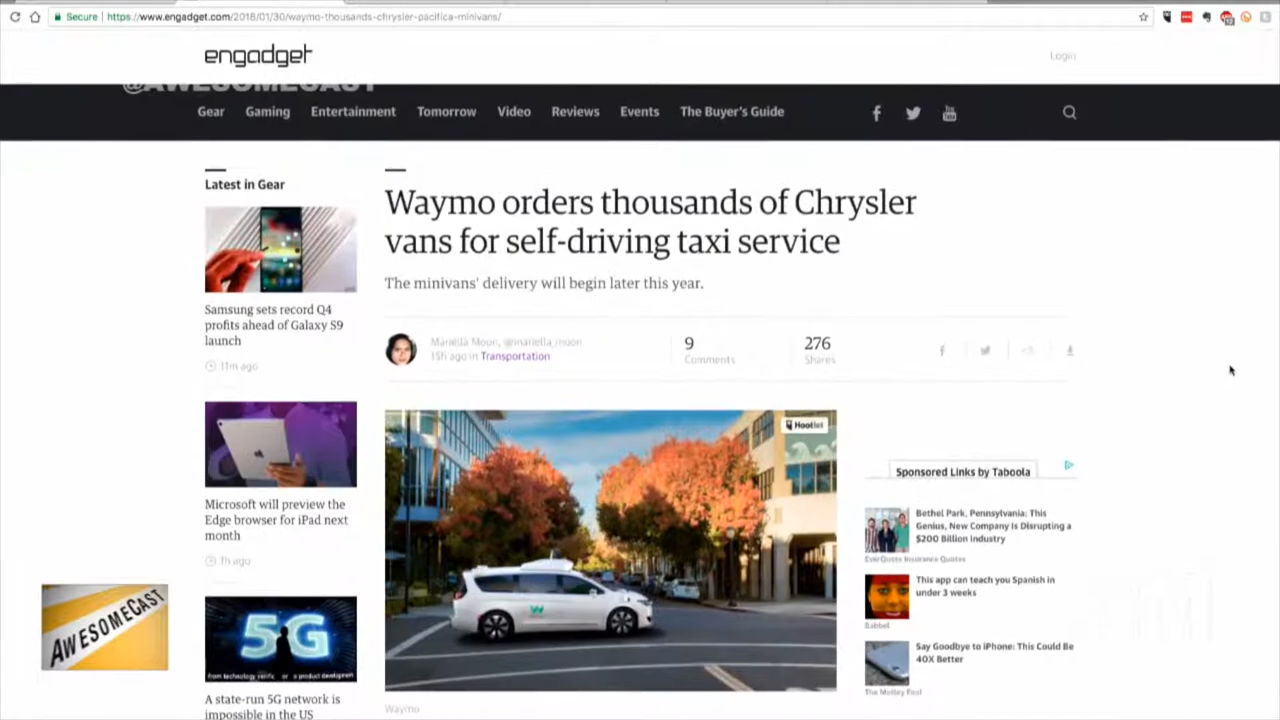 Secure
https://www.engadget.com/2018/01/30/waymo-thousands-chrysler-pacifica-minivans/
engadget
Login
@AWESOMECAST
Gear Gaming Entertainment Tomorrow Video Reviews Events The Buyer's Guide
Latest in Gear
Samsung sets record Q4
profits ahead of Galaxy S9
launch
11m ago
Microsoft will preview the
Edge browser for iPad next
month
1h ago
AWESOMECAST
5G
A state-run 5G network is
impossible in the US
Waymo orders thousands of Chrysler
vans for self-driving taxi service
The minivans' delivery will begin later this year.
Mariella Moon, @mariella_moon
15h ago in Transportation
9
Comments
276
Shares
Hootlet
Waymo
Sponsored Links by Taboola
Bethel Park, Pennsylvania: This
Genius, New Company Is Disrupting a
$200 Billion Industry
EverQuote Insurance Quotes
This app can teach you Spanish in
under 3 weeks
Babbel
Say Goodbye to iPhone: This Could Be
40X Better
The Motley Fool